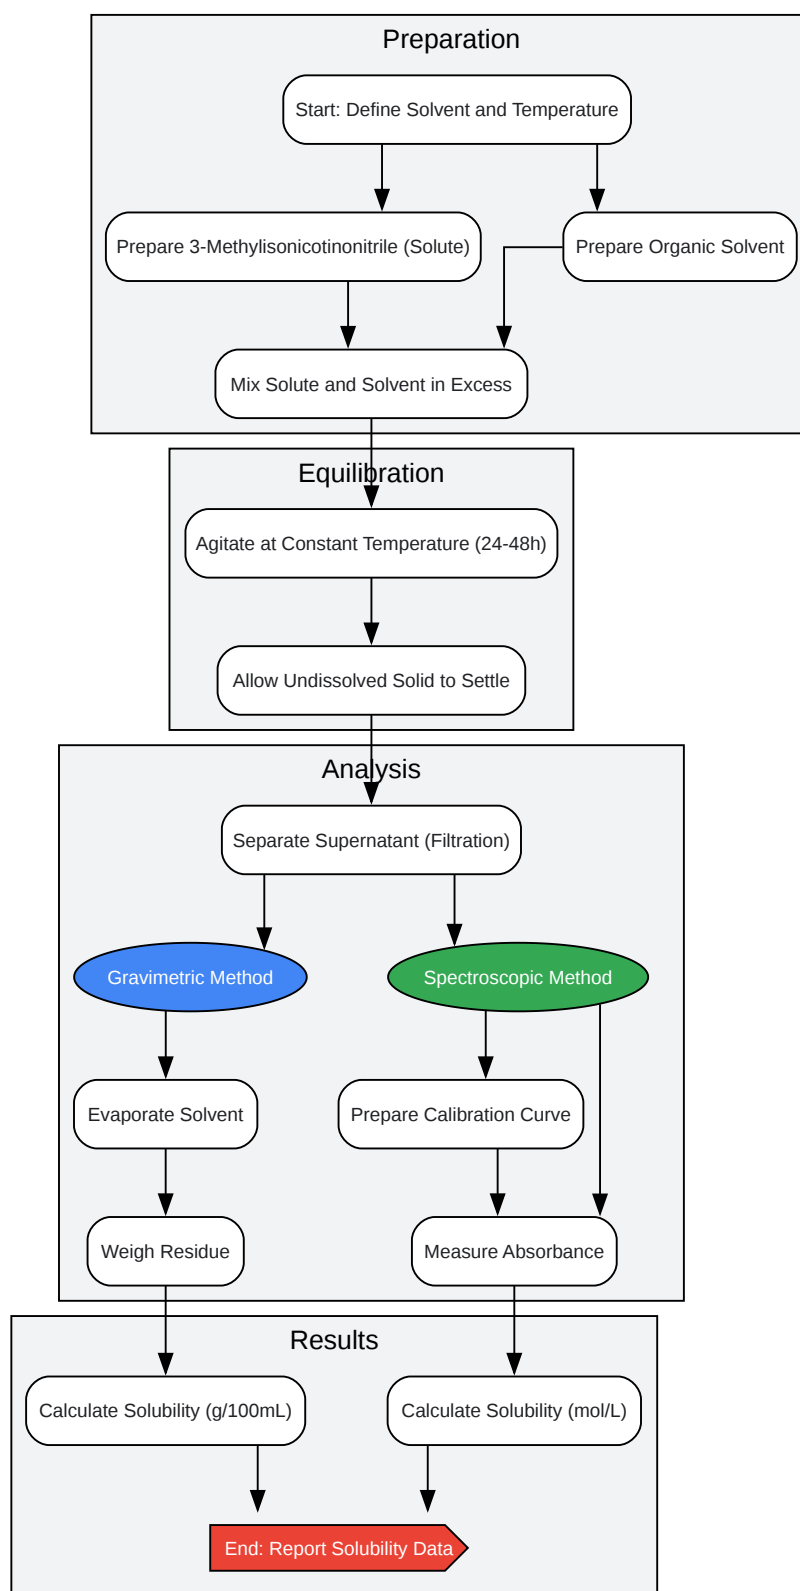 Preparation
Start: Define Solvent and Temperature
Prepare 3-Methylisonicotinonitrile (Solute)
Prepare Organic Solvent
Mix Solute and Solvent in Excess
Equilibration
Agitate at Constant Temperature (24-48h)
Allow Undissolved Solid to Settle
Analysis
Separate Supernatant (Filtration)
Gravimetric Method
Spectroscopic Method
Evaporate Solvent
Prepare Calibration Curve
Weigh Residue
Measure Absorbance
Results
Calculate Solubility (g/100mL)
Calculate Solubility (mol/L)
End: Report Solubility Data